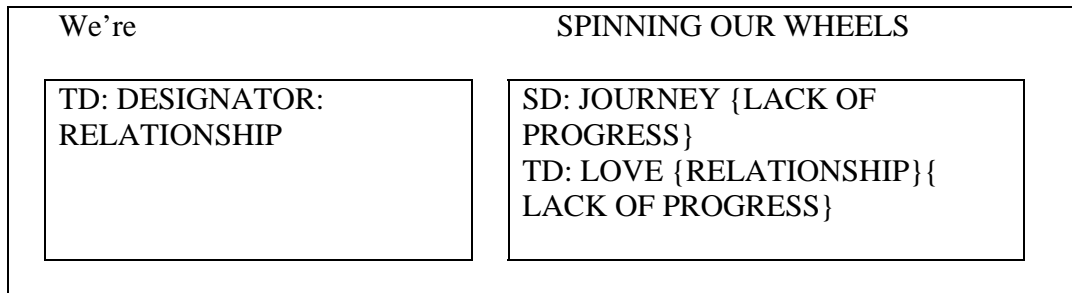 We’re SPINNING OUR WHEELS
TD: DESIGNATOR:
RELATIONSHIP
SD: JOURNEY {LACK OF
PROGRESS}
TD: LOVE {RELATIONSHIP}{
LACK OF PROGRESS}